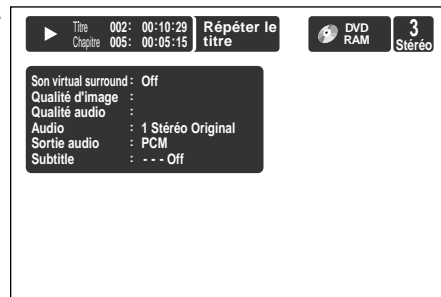 Titre 002: 00:10:29
Chapitre 005: 00:05:15
Répéter le
titre
DVD
RAM
3
Stéréo
Son virtual surround : Off
Qualité d'image :
Qualité audio :
Audio : 1 Stéréo Original
Sortie audio : PCM
Subtitle : - - - Off